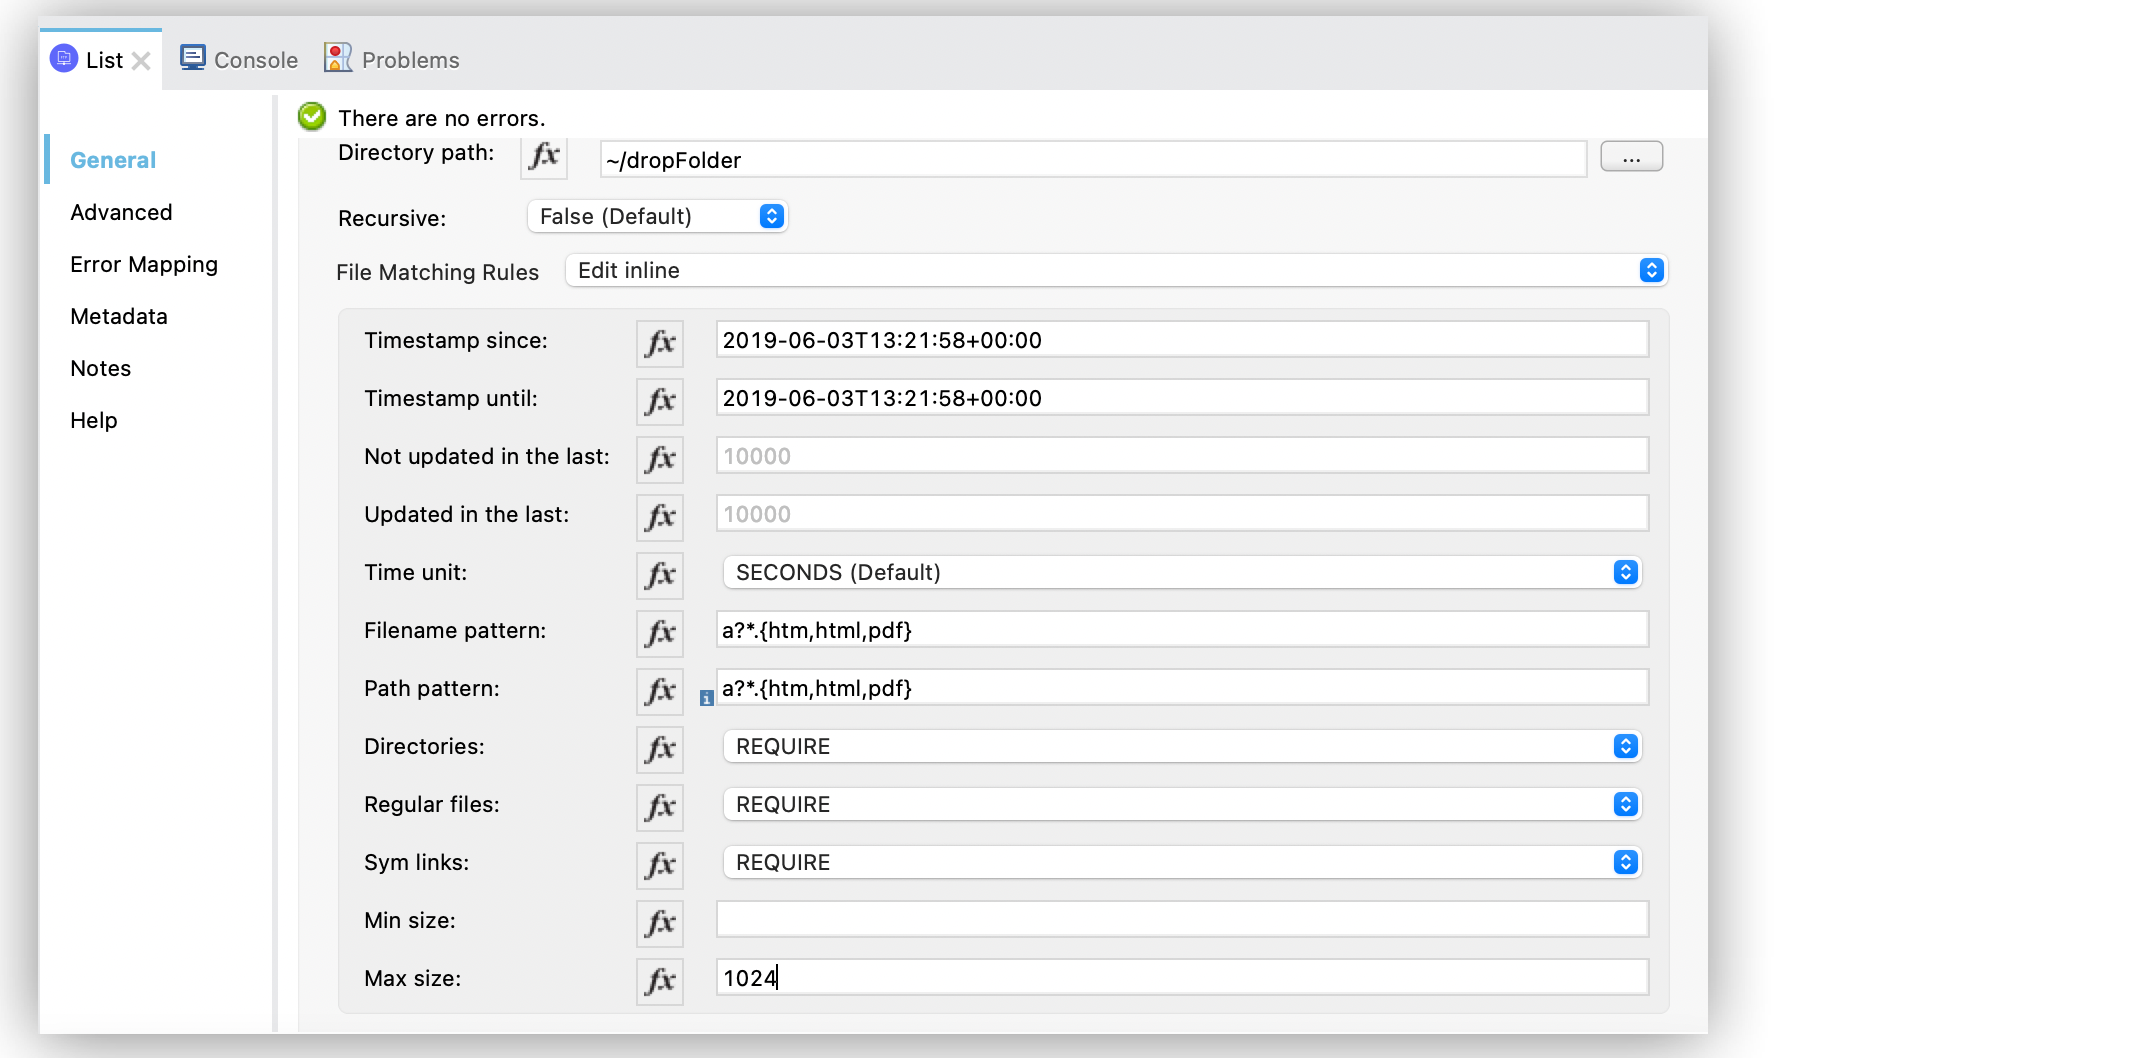 List Console Problems
There are no errors.
General
Advanced
Error Mapping
Metadata
Notes
Help
Directory path: fx ~/dropFolder ...
Recursive: False (Default)
File Matching Rules Edit inline
Timestamp since: fx 2019-06-03T13:21:58+00:00
Timestamp until: fx 2019-06-03T13:21:58+00:00
Not updated in the last: fx 10000
Updated in the last: fx 10000
Time unit: fx SECONDS (Default)
Filename pattern: fx a?*.{htm,html,pdf}
Path pattern: fx i a?*.{htm,html,pdf}
Directories: fx REQUIRE
Regular files: fx REQUIRE
Sym links: fx REQUIRE
Min size: fx
Max size: fx 1024